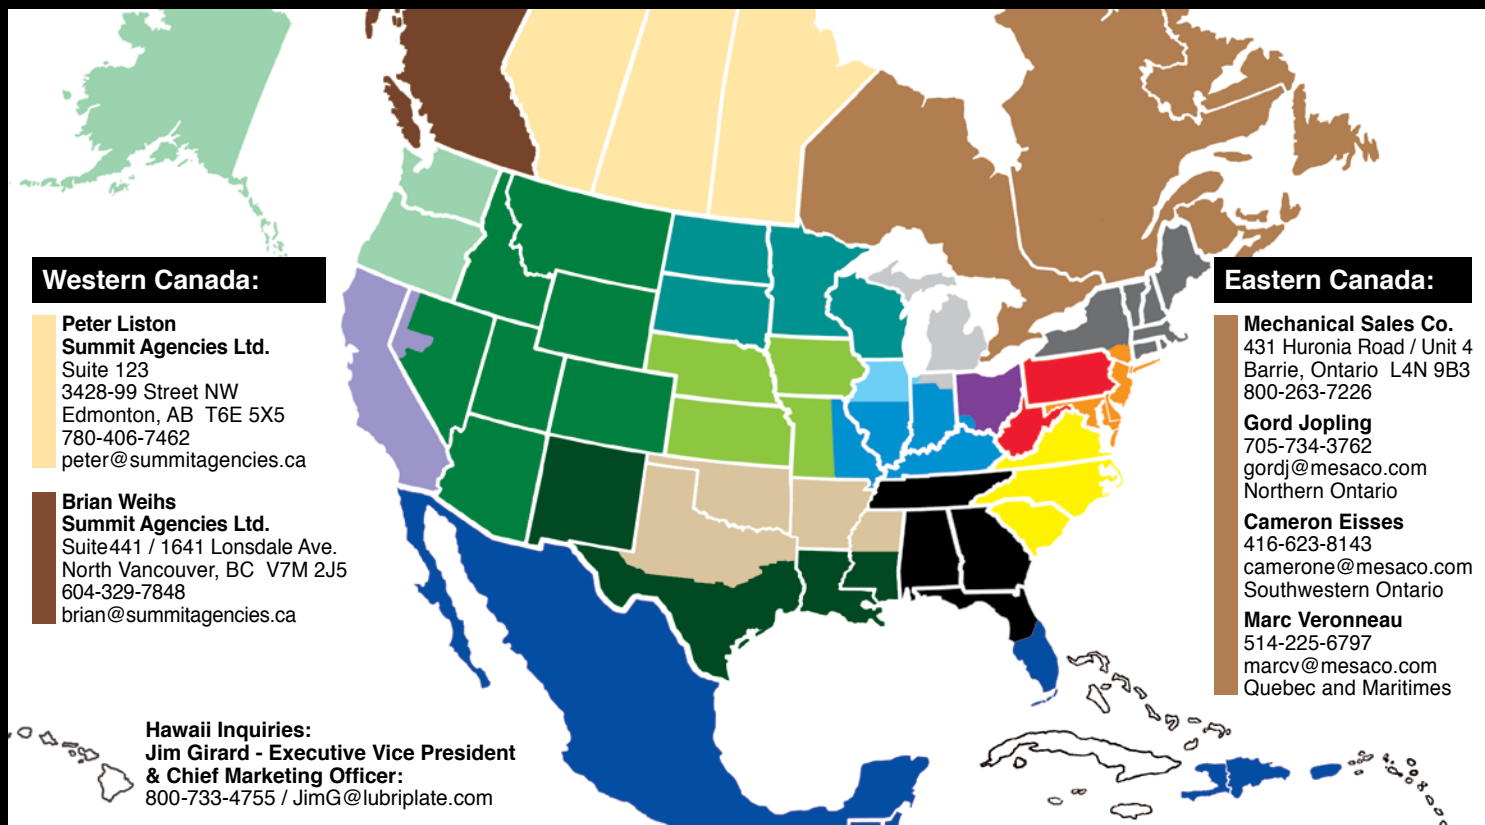 Western Canada:
Peter Liston
Summit Agencies Ltd.
Suite 123
3428-99 Street NW
Edmonton, AB  T6E 5X5
780-406-7462
peter@summitagencies.ca
Brian Weihs
Summit Agencies Ltd.
Suite441 / 1641 Lonsdale Ave.
North Vancouver, BC  V7M 2J5
604-329-7848
brian@summitagencies.ca
Hawaii Inquiries:
Jim Girard - Executive Vice President
& Chief Marketing Officer:
800-733-4755 / JimG@lubriplate.com
Eastern Canada:
Mechanical Sales Co.
431 Huronia Road / Unit 4
Barrie, Ontario  L4N 9B3
800-263-7226
Gord Jopling
705-734-3762
gordj@mesaco.com
Northern Ontario
Cameron Eisses
416-623-8143
camerone@mesaco.com
Southwestern Ontario
Marc Veronneau
514-225-6797
marcv@mesaco.com
Quebec and Maritimes